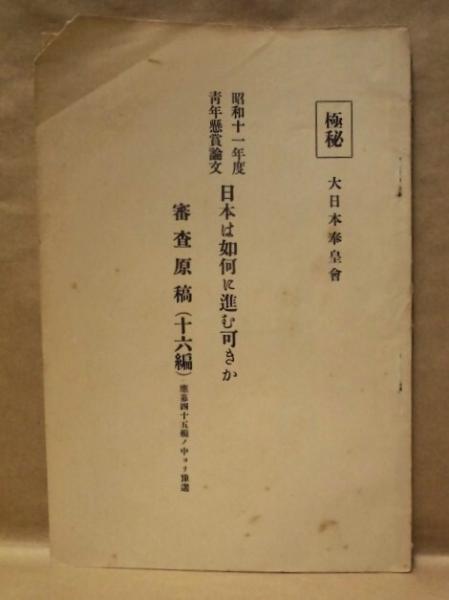 極秘
大日本奉皇會
昭和十一年度
靑年懸賞論文
日本は如何に進む可きか
審査原稿(十六編)
應募四十五編ノ中ヨリ豫選